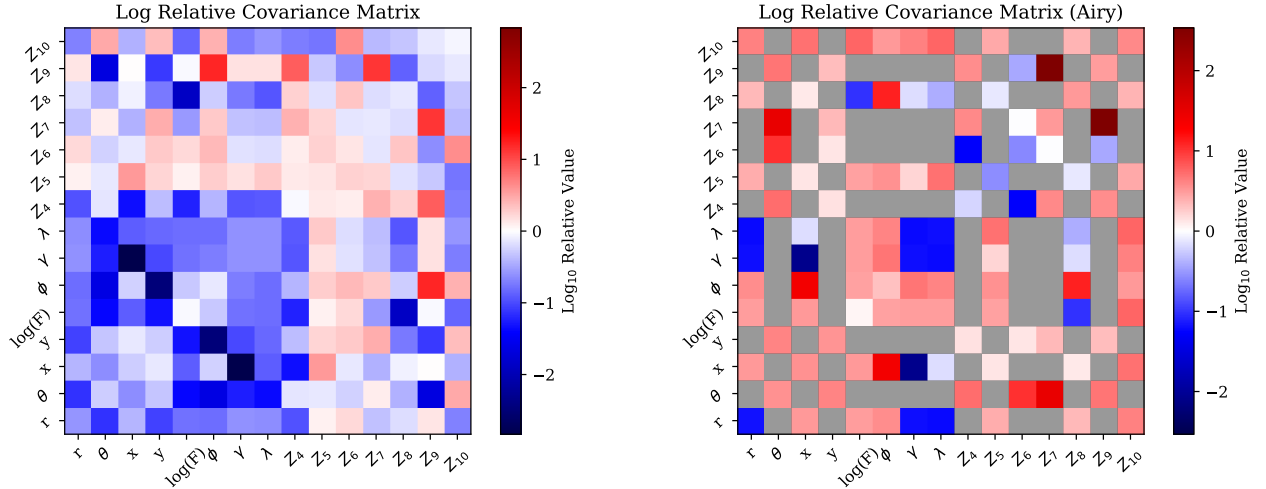 Log Relative Covariance Matrix
Z₁₀
Z₉
Z₈
Z₇
Z₆
Z₅
Z₄
λ
γ
ϕ
log(F)
y
x
θ
r
r θ x y log(F) ϕ γ λ Z₄ Z₅ Z₆ Z₇ Z₈ Z₉ Z₁₀
2
1
0
−1
−2
Log₁₀ Relative Value
Log Relative Covariance Matrix (Airy)
Z₁₀
Z₉
Z₈
Z₇
Z₆
Z₅
Z₄
λ
γ
ϕ
log(F)
y
x
θ
r
r θ x y log(F) ϕ γ λ Z₄ Z₅ Z₆ Z₇ Z₈ Z₉ Z₁₀
2
1
0
−1
−2
Log₁₀ Relative Value